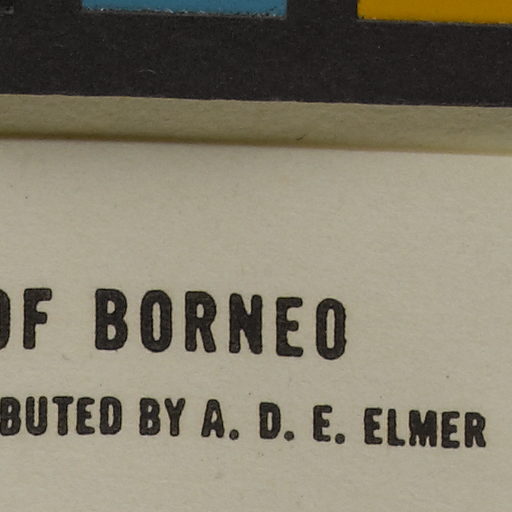 OF BORNEO
BUTED BY A. D. E. ELMER